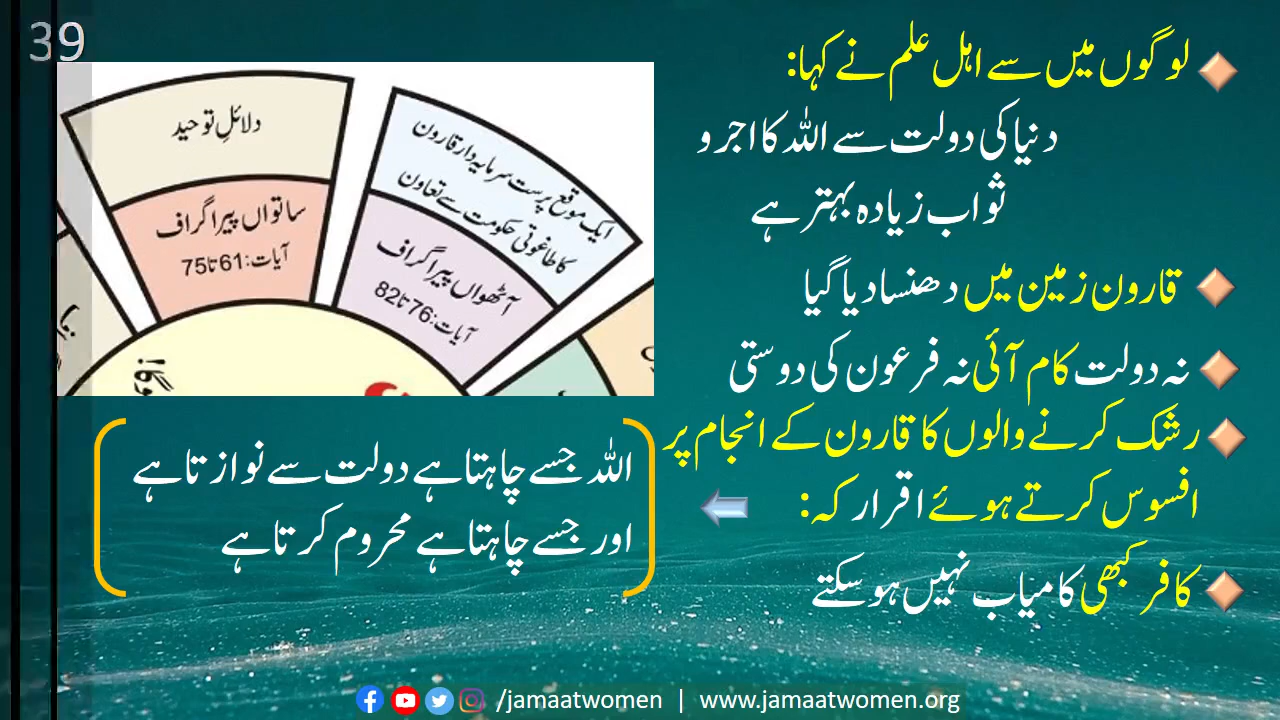 39
لوگوں میں سے اہل علم نے کہا:
دنیا کی دولت سے اللہ کا اجر و
ثواب زیادہ بہتر ہے
قارون زمین میں دھنسا دیا گیا
نہ دولت کام آئی نہ فرعون کی دوستی
رشک کرنے والوں کا قارون کے انجام پر
افسوس کرتے ہوئے اقرار کہ:
اللہ جسے چاہتا ہے دولت سے نوازتا ہے
اور جسے چاہتا ہے محروم کرتا ہے
کافر کبھی کامیاب نہیں ہو سکتے
ایک موقع پرست سرمایہ دار قارون
کا طاغوتی حکومت سے تعاون
آٹھواں پیراگراف
آیات: 76 تا 82
دلائلِ توحید
ساتواں پیراگراف
آیات: 61 تا 75
/jamaatwomen | www.jamaatwomen.org